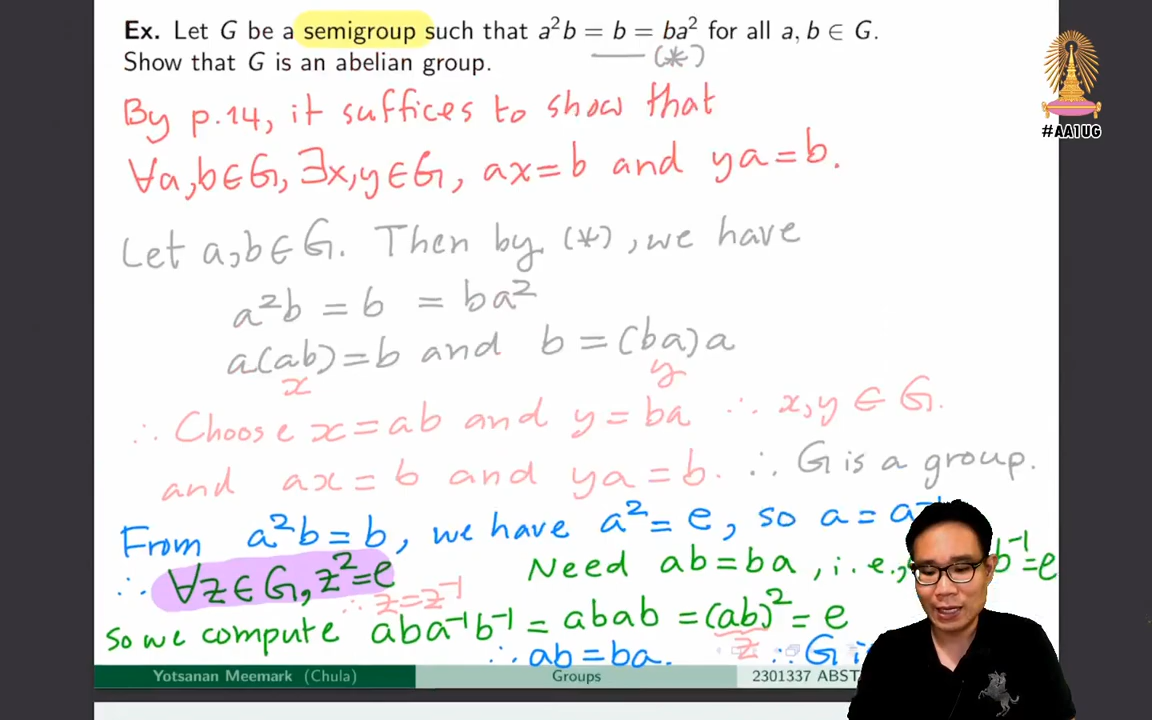 Ex. Let G be a semigroup such that a²b = b = ba² for all a, b ∈ G.
Show that G is an abelian group.
(*)
#AA1UG
By p.14, it suffices to show that
∀a,b∈G, ∃x,y∈G, ax=b and ya=b.
Let a,b∈G. Then by (*), we have
a²b = b = ba²
a(ab)=b and b=(ba)a
x y
∴ Choose x=ab and y=ba ∴ x,y∈G.
and ax=b and ya=b. ∴ G is a group.
From a²b=b, we have a²=e, so a=a
∴ ∀z∈G, z²=e Need ab=ba, i.e., b⁻¹=e
∴ z=z⁻¹
So we compute aba⁻¹b⁻¹ = abab = (ab)² = e
z
∴ ab=ba. ∴ G
Yotsanan Meemark (Chula) Groups 2301337 ABST